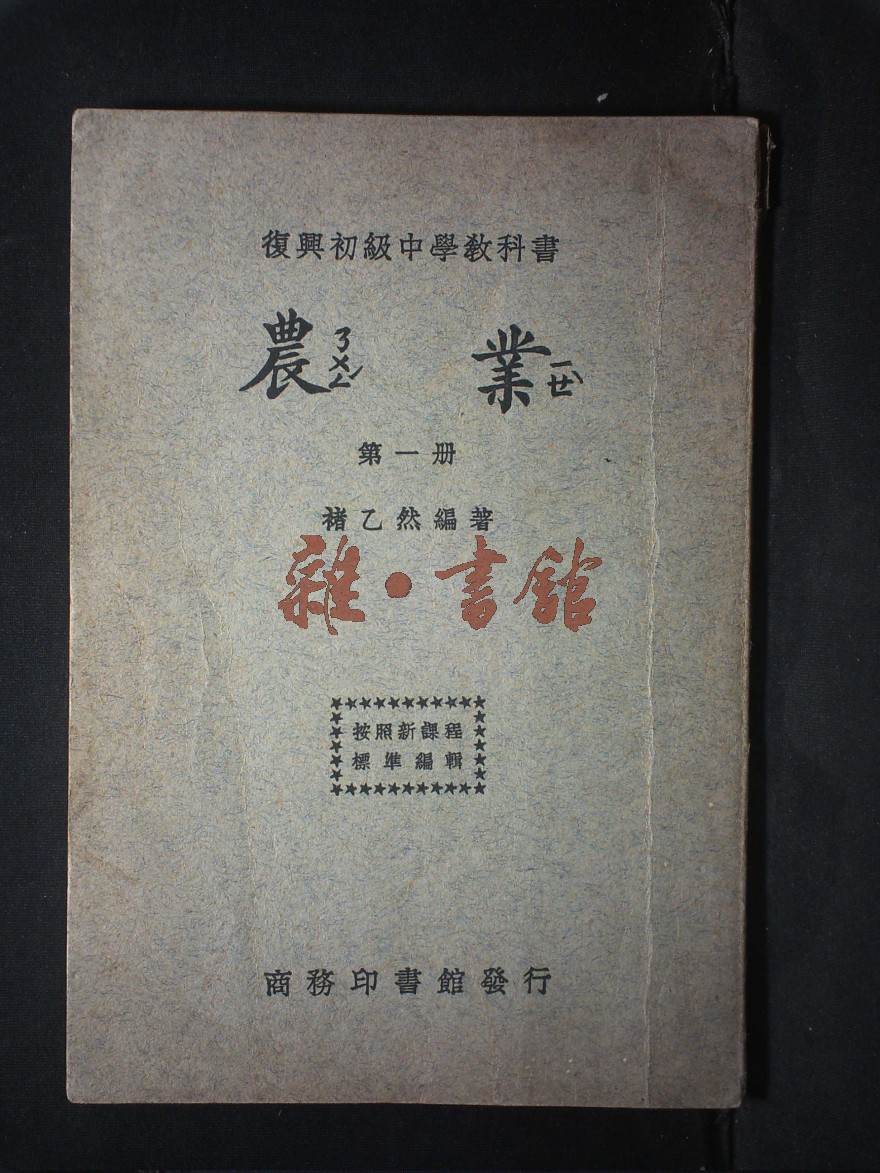 復興初級中學教科書
農ㄋㄨㄥˊ 業ㄧㄝˋ
第一册
褚乙然編著
雜·書館
按照新課程
標準編輯
商務印書館發行